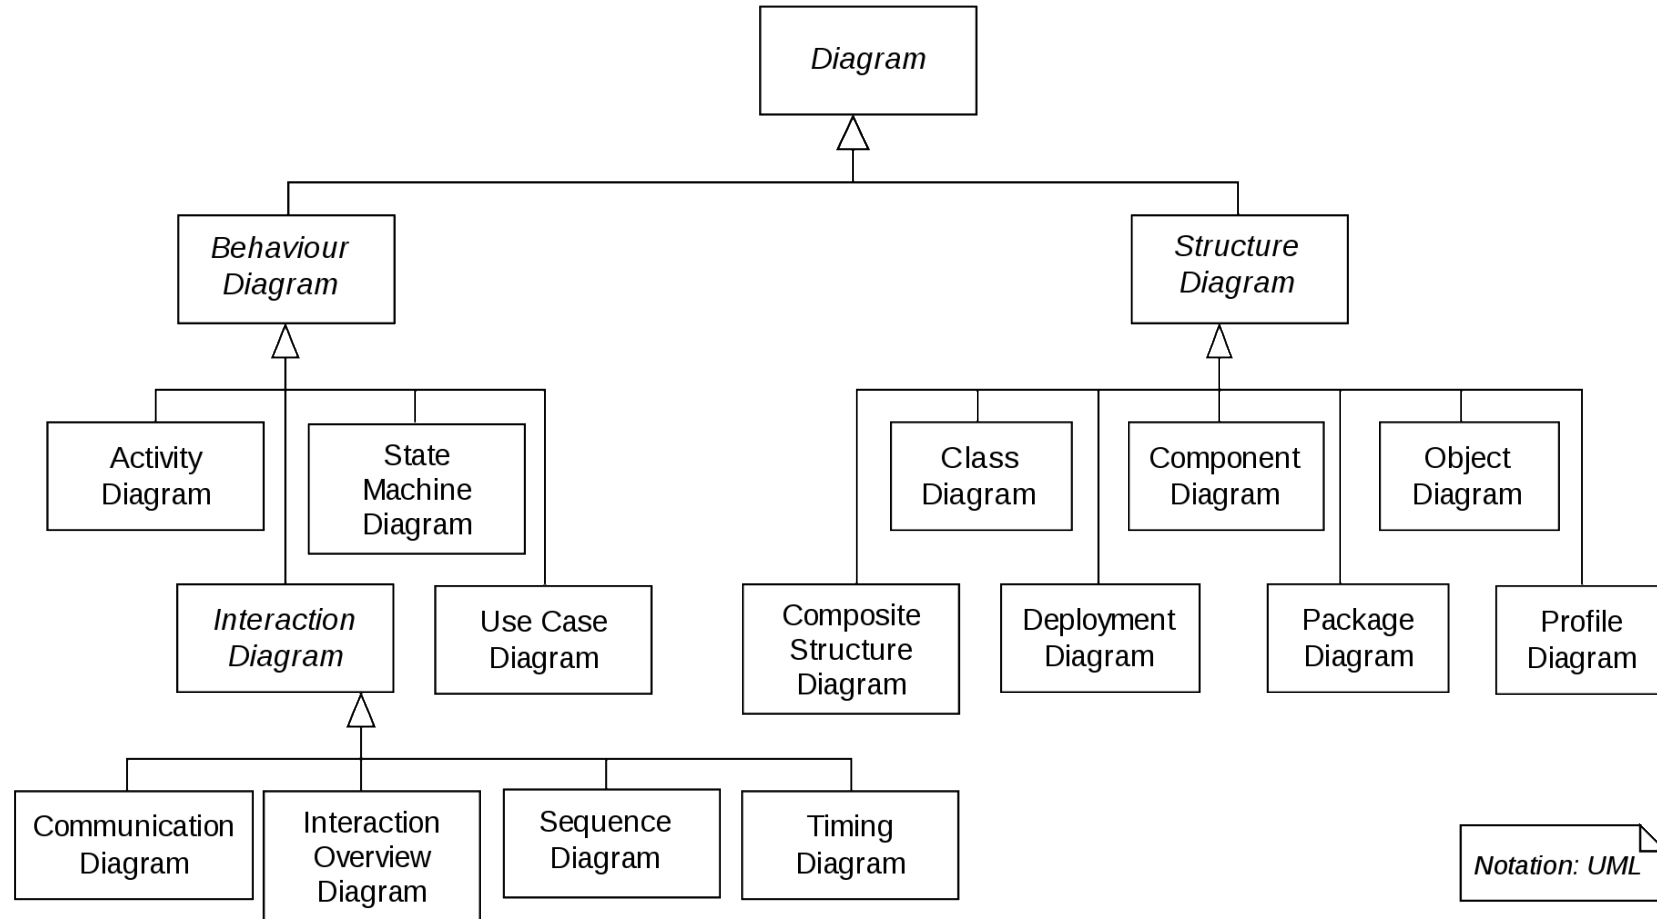 Diagram
Behaviour
Diagram
Structure
Diagram
Activity
Diagram
State
Machine
Diagram
Class
Diagram
Component
Diagram
Object
Diagram
Interaction
Diagram
Use Case
Diagram
Composite
Structure
Diagram
Deployment
Diagram
Package
Diagram
Profile
Diagram
Communication
Diagram
Interaction
Overview
Diagram
Sequence
Diagram
Timing
Diagram
Notation: UML